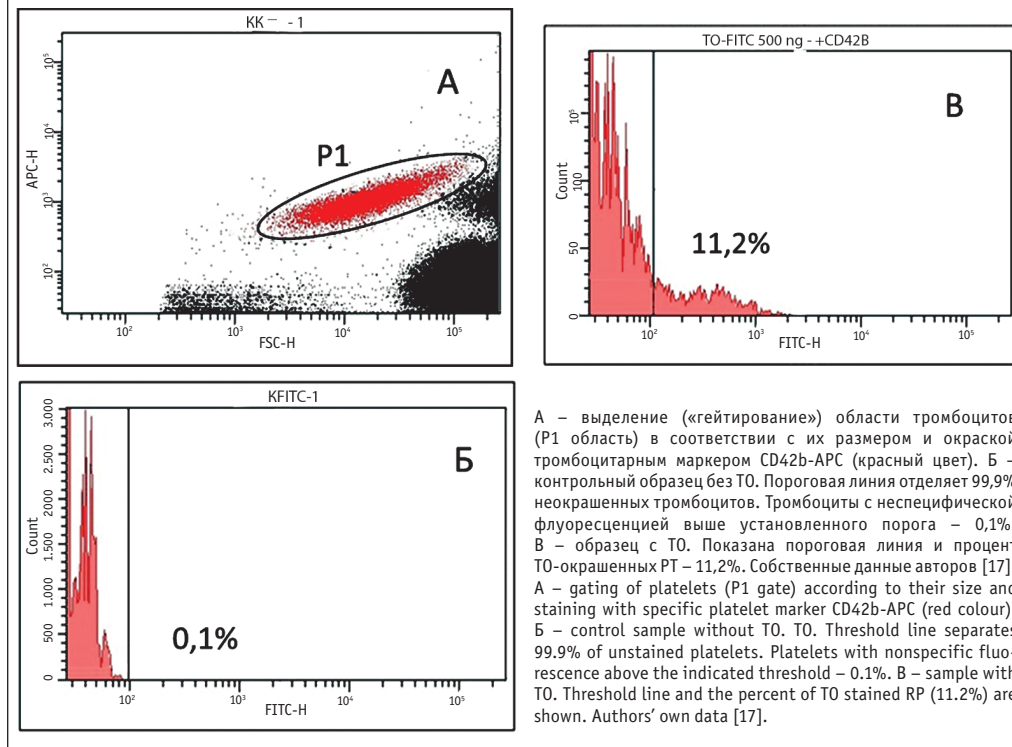 KK — - 1
10⁵
10⁴
10³
10²
APC-H
A
P1
10² 10³ 10⁴ 10⁵
FSC-H
TO-FITC 500 ng - +CD42B
10⁵
100
50
0
Count
В
11,2%
10² 10³ 10⁴ 10⁵
FITC-H
KFITC-1
3.000
2.500
2000
1.500
1.000
500
0
Count
Б
0,1%
10² 10³ 10⁴ 10⁵
FITC-H
А – выделение («гейтирование») области тромбоцитов
(Р1 область) в соответствии с их размером и окраской
тромбоцитарным маркером CD42b-APC (красный цвет). Б –
контрольный образец без ТО. Пороговая линия отделяет 99,9%
неокрашенных тромбоцитов. Тромбоциты с неспецифической
флуоресценцией выше установленного порога – 0,1%
В – образец с ТО. Показана пороговая линия и процент
ТО-окрашенных РТ – 11,2%. Собственные данные авторов [17]
A – gating of platelets (P1 gate) according to their size and
staining with specific platelet marker CD42b-APC (red colour)
Б – control sample without TO. TO. Threshold line separates
99.9% of unstained platelets. Platelets with nonspecific fluo-
rescence above the indicated threshold – 0.1%. В – sample with
TO. Threshold line and the percent of TO stained RP (11.2%) are
shown. Authors' own data [17].